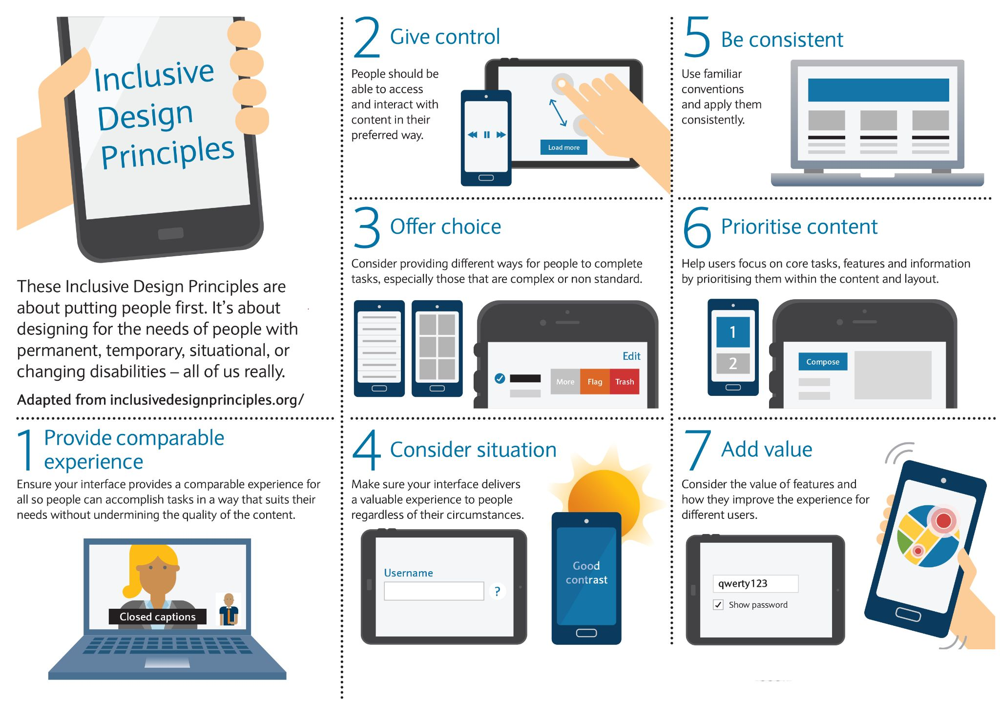 Inclusive
Design
Principles
These Inclusive Design Principles are
about putting people first. It's about
designing for the needs of people with
permanent, temporary, situational, or
changing disabilities – all of us really.
Adapted from inclusivedesignprinciples.org/
1 Provide comparable
experience
Ensure your interface provides a comparable experience for
all so people can accomplish tasks in a way that suits their
needs without undermining the quality of the content.
Closed captions
2 Give control
People should be
able to access
and interact with
content in their
preferred way.
Load more
3 Offer choice
Consider providing different ways for people to complete
tasks, especially those that are complex or non standard.
Edit
More Flag Trash
4 Consider situation
Make sure your interface delivers
a valuable experience to people
regardless of their circumstances.
Username
?
Good
contrast
5 Be consistent
Use familiar
conventions
and apply them
consistently.
6 Prioritise content
Help users focus on core tasks, features and information
by prioritising them within the content and layout.
1
2
Compose
7 Add value
Consider the value of features and
how they improve the experience for
different users.
qwerty123
Show password